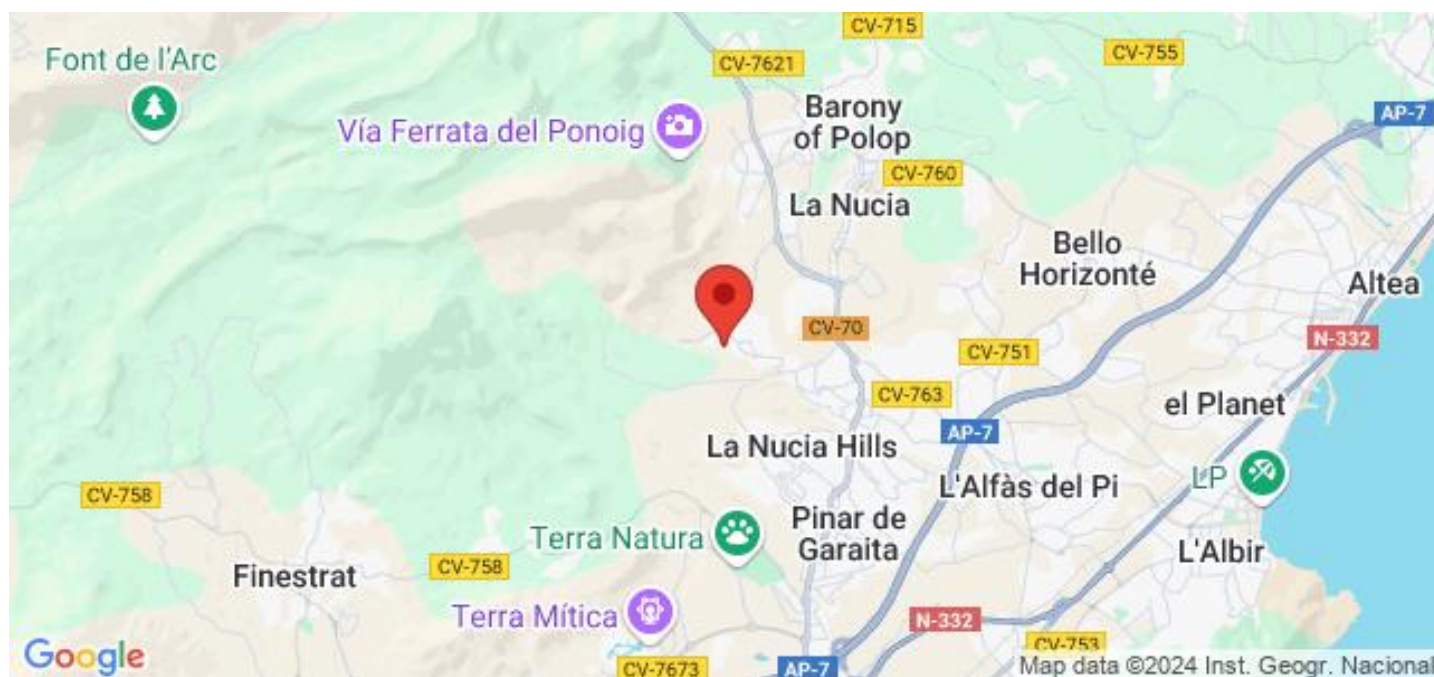 CV-715
Font de l'Arc
CV-7621
CV-755
Barony
of Polop
AP-7
Vía Ferrata del Ponoig
CV-760
La Nucia
Bello
Horizonté
Altea
CV-70
N-332
CV-751
CV-763
el Planet
AP-7
La Nucia Hills
LP
L'Alfàs del Pi
CV-758
Pinar de
Garaita
Terra Natura
L'Albir
CV-758
Finestrat
Terra Mítica
N-332
CV-753
Google
CV-7673
AP-7
Map data ©2024 Inst. Geogr. Nacional